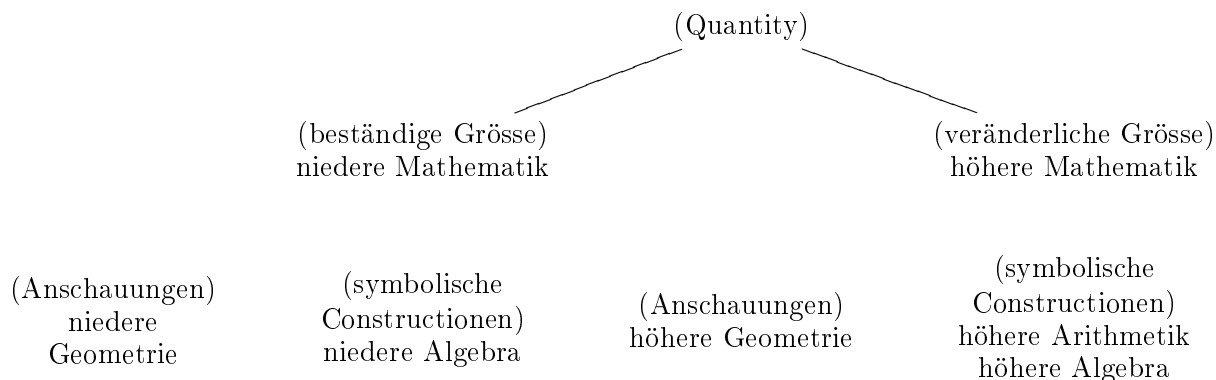 (Quantity)
(beständige Grösse)
niedere Mathematik
(veränderliche Grösse)
höhere Mathematik
(Anschauungen)
niedere
Geometrie
(symbolische
Constructionen)
niedere Algebra
(Anschauungen)
höhere Geometrie
(symbolische
Constructionen)
höhere Arithmetik
höhere Algebra